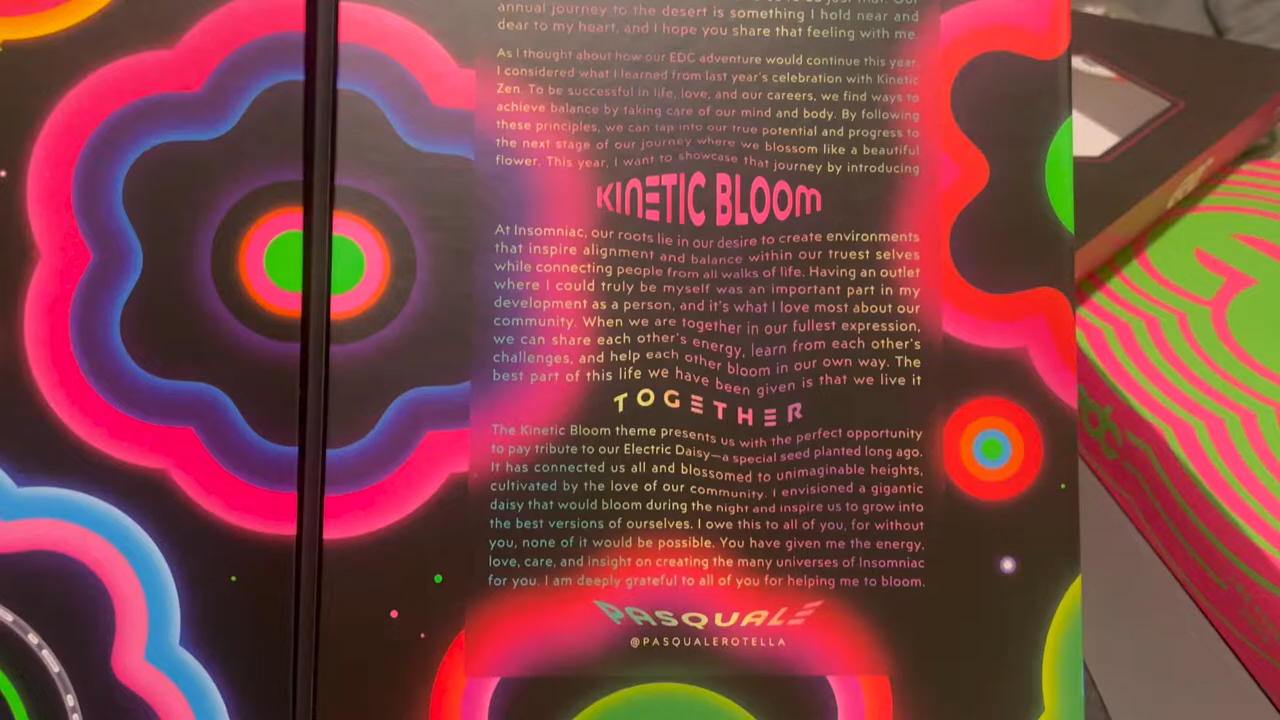 annual journey to the desert is something I hold near and
dear to my heart, and I hope you share that feeling with me.
As I thought about how our EDC adventure would continue this year,
I considered what I learned from last year's celebration with Kinetic
Zen. To be successful in life, love, and our careers, we find ways to
achieve balance by taking care of our mind and body. By following
these principles, we can tap into our true potential and progress to
the next stage of our journey where we blossom like a beautiful
flower. This year, I want to showcase that journey by introducing
KINETIC BLOOM
At Insomniac, our roots lie in our desire to create environments
that inspire alignment and balance within our truest selves
while connecting people from all walks of life. Having an outlet
where I could truly be myself was an important part in my
development as a person, and it's what I love most about our
community. When we are together in our fullest expression,
we can share each other's energy, learn from each other's
challenges, and help each other bloom in our own way. The
best part of this life we have been given is that we live it
TOGETHER
The Kinetic Bloom theme presents us with the perfect opportunity
to pay tribute to our Electric Daisy—a special seed planted long ago.
It has connected us all and blossomed to unimaginable heights,
cultivated by the love of our community. I envisioned a gigantic
daisy that would bloom during the night and inspire us to grow into
the best versions of ourselves. I owe this to all of you, for without
you, none of it would be possible. You have given me the energy,
love, care, and insight on creating the many universes of Insomniac
for you. I am deeply grateful to all of you for helping me to bloom.
PASQUALE
@PASQUALEROTELLA